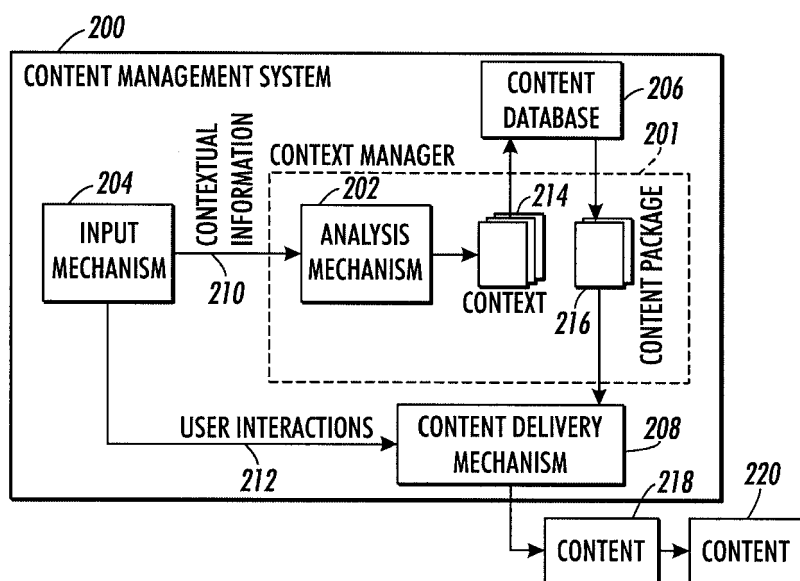 200
CONTENT MANAGEMENT SYSTEM
CONTENT
DATABASE
206
CONTEXT MANAGER
201
204
INPUT
MECHANISM
CONTEXTUAL
INFORMATION
210
202
ANALYSIS
MECHANISM
214
CONTEXT
216
CONTENT PACKAGE
USER INTERACTIONS
212
CONTENT DELIVERY
MECHANISM
208
218
CONTENT
220
CONTENT